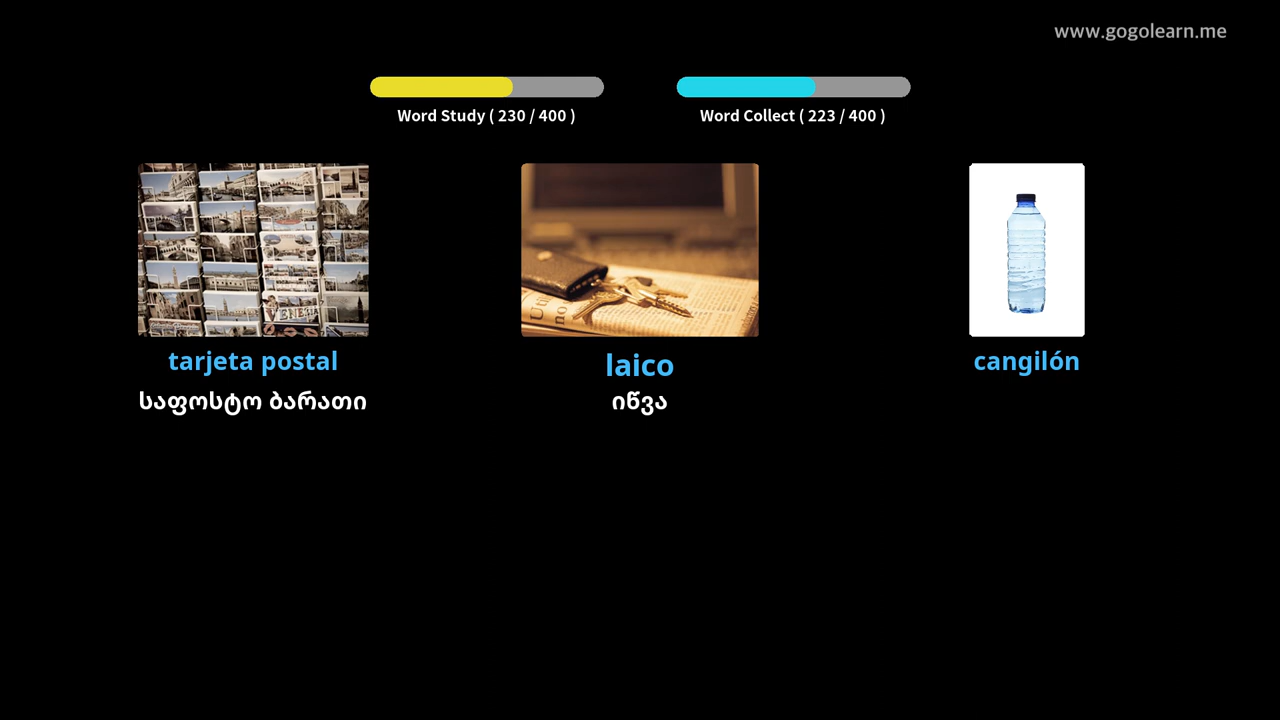 www.gogolearn.me
Word Study ( 230 / 400 )
Word Collect ( 223 / 400 )
tarjeta postal
საფოსტო ბარათი
laico
იწვა
cangilón